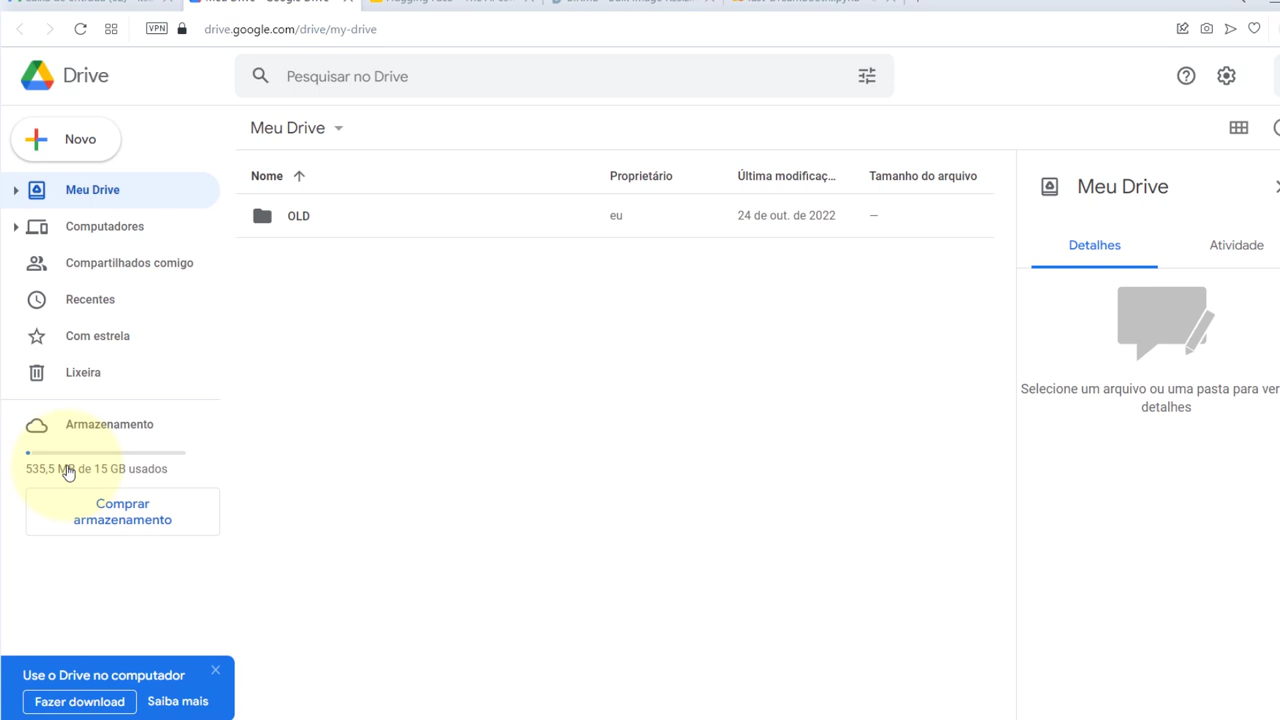 VPN
drive.google.com/drive/my-drive
Drive
Pesquisar no Drive
Novo
Meu Drive
Computadores
Compartilhados comigo
Recentes
Com estrela
Lixeira
Armazenamento
535,5 MB de 15 GB usados
Comprar
armazenamento
Use o Drive no computador
Fazer download
Saiba mais
Meu Drive
Nome
Proprietário
Última modificaç...
Tamanho do arquivo
OLD
eu
24 de out. de 2022
—
Meu Drive
Detalhes
Atividade
Selecione um arquivo ou uma pasta para ver
detalhes